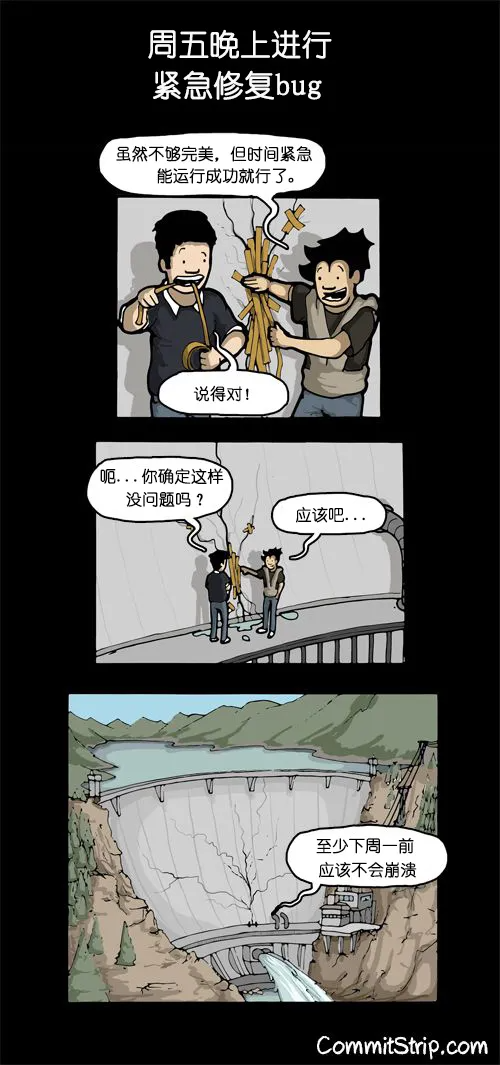 周五晚上进行
紧急修复bug
虽然不够完美，但时间紧急
能运行成功就行了。
说得对！
呃...你确定这样
没问题吗？
应该吧...
至少下周一前
应该不会崩溃
CommitStrip.com